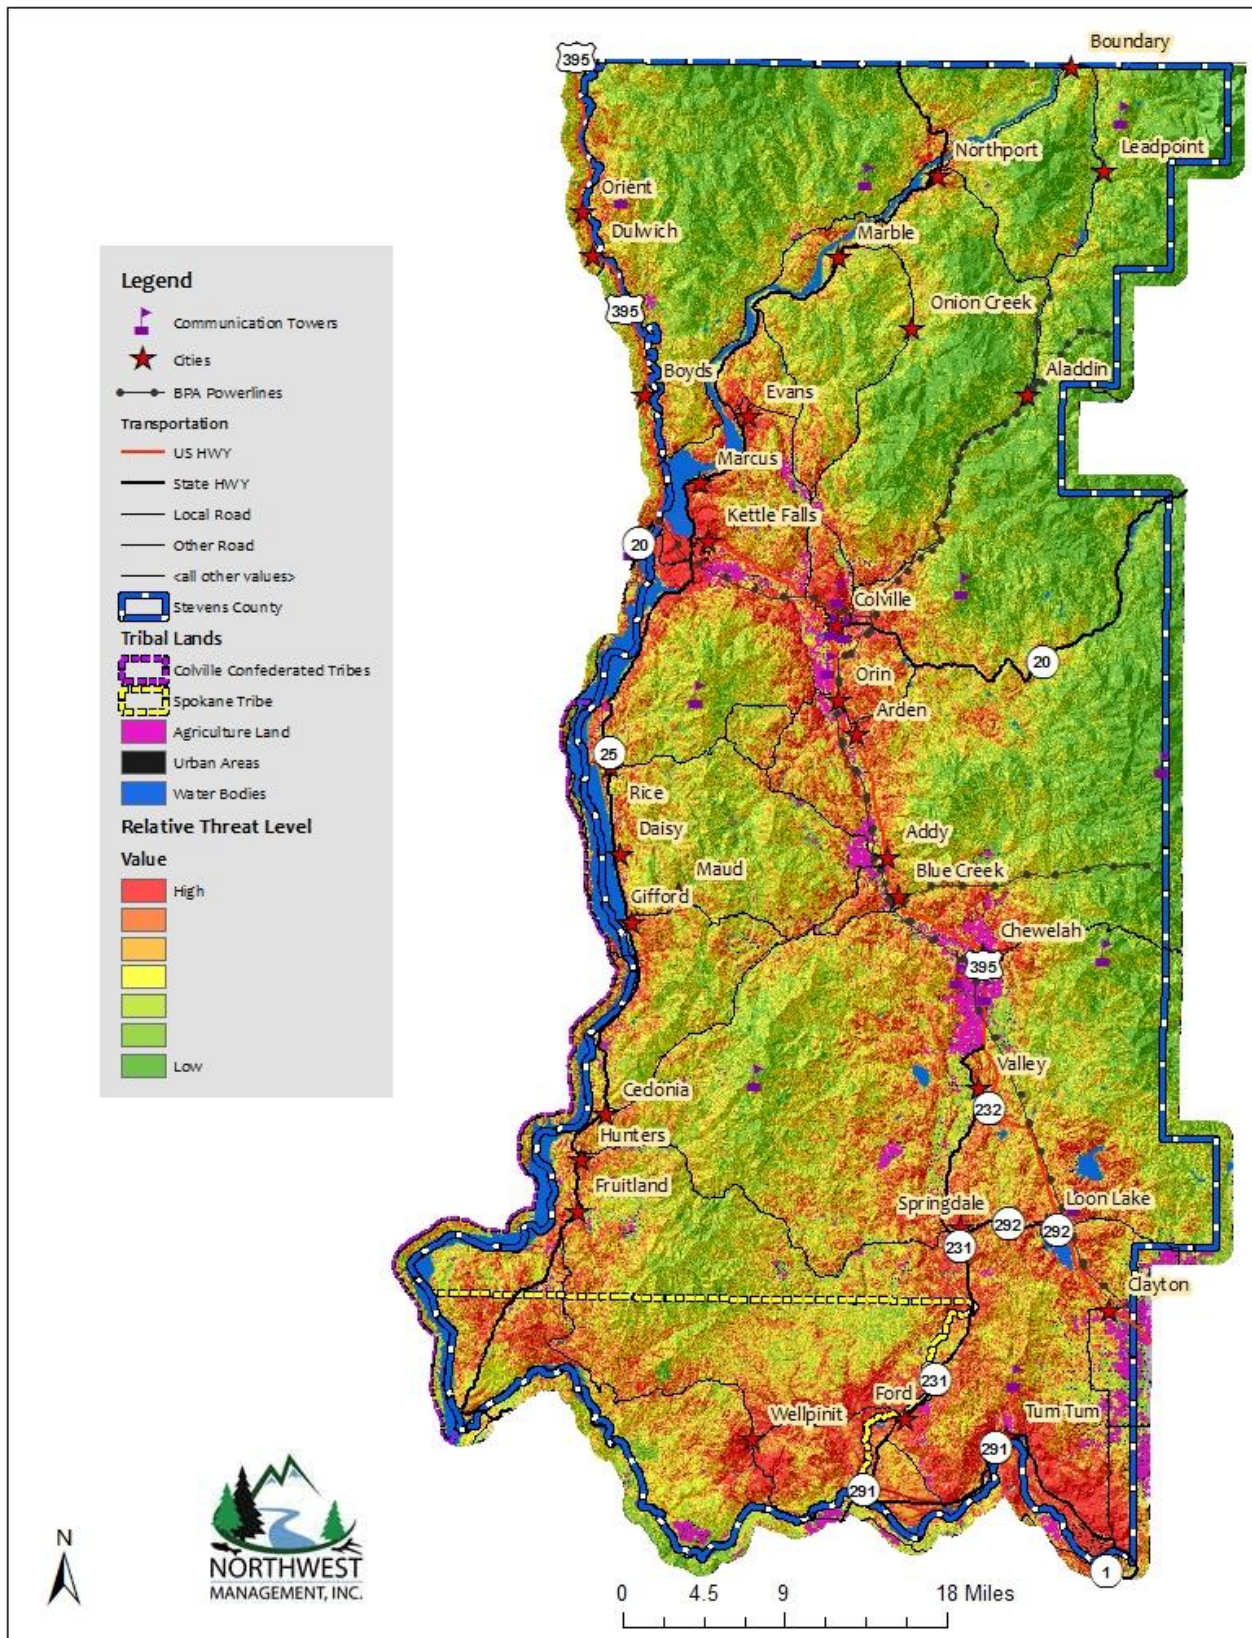 Boundary
395
Northport
Leadpoint
Orient
Dulwich
Marble
Legend
Communication Towers
Cities
BPA Powerlines
Transportation
US HWY
State HWY
Local Road
Other Road
<all other values>
Stevens County
Tribal Lands
Colville Confederated Tribes
Spokane Tribe
Agriculture Land
Urban Areas
Water Bodies
Relative Threat Level
Value
High
Low
395
Onion Creek
Boyds
Aladdin
Evans
Marcus
Kettle Falls
20
Colville
20
Orin
Arden
25
Rice
Daisy
Addy
Maud
Blue Creek
Gifford
Chewelah
395
Valley
Cedonia
232
Hunters
Fruitland
Springdale
Loon Lake
292
292
231
Clayton
231
Ford
Wellpinit
Tum Tum
291
291
1
N
NORTHWEST
MANAGEMENT, INC.
0 4.5 9 18 Miles